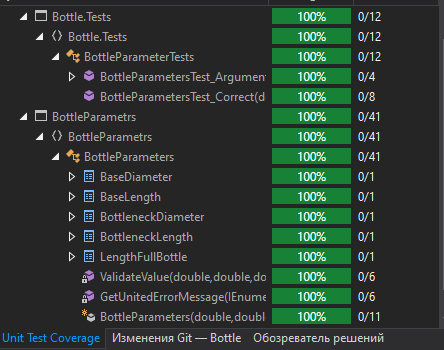 Bottle.Tests 100% 0/12
Bottle.Tests 100% 0/12
BottleParameterTests 100% 0/12
BottleParametersTest_Argumen 100% 0/4
BottleParametersTest_Correct(d 100% 0/8
BottleParametrs 100% 0/41
BottleParametrs 100% 0/41
BottleParameters 100% 0/41
BaseDiameter 100% 0/1
BaseLength 100% 0/1
BottleneckDiameter 100% 0/1
BottleneckLength 100% 0/1
LengthFullBottle 100% 0/1
ValidateValue(double,double,do 100% 0/6
GetUnitedErrorMessage(IEnume 100% 0/6
BottleParameters(double,doubl 100% 0/11
Unit Test Coverage Изменения Git — Bottle Обозреватель решений